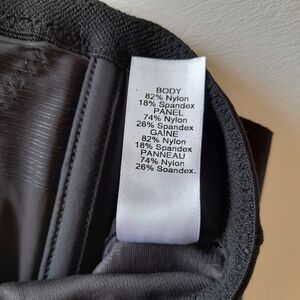 BODY
82% Nylon
18% Spandex
PANEL
74% Nylon
26% Spandex
GAINE
82% Nylon
18% Spandex
PANNEAU
74% Nylon
26% Spandex.